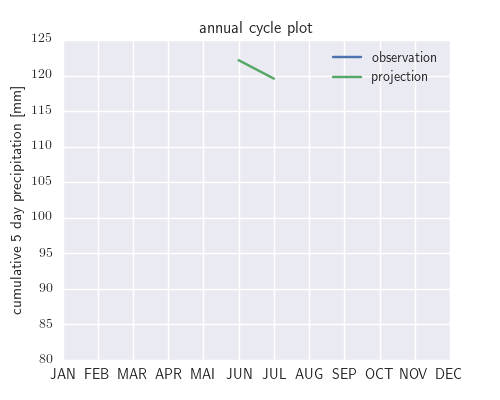 annual cycle plot
observation
projection
cumulative 5 day precipitation [mm]
125
120
115
110
105
100
95
90
85
80
JAN FEB MAR APR MAI JUN JUL AUG SEP OCT NOV DEC